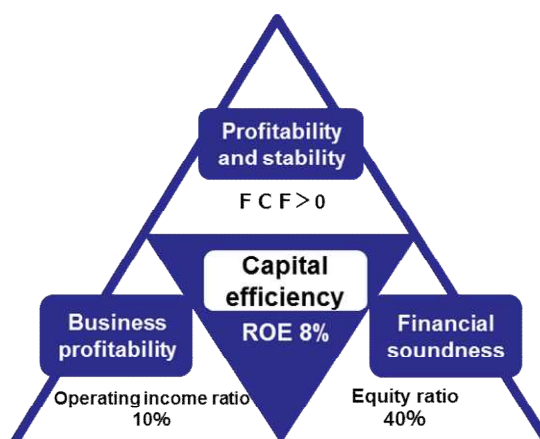 Profitability
and stability
F C F > 0
Capital
efficiency
ROE 8%
Business
profitability
Operating income ratio
10%
Financial
soundness
Equity ratio
40%